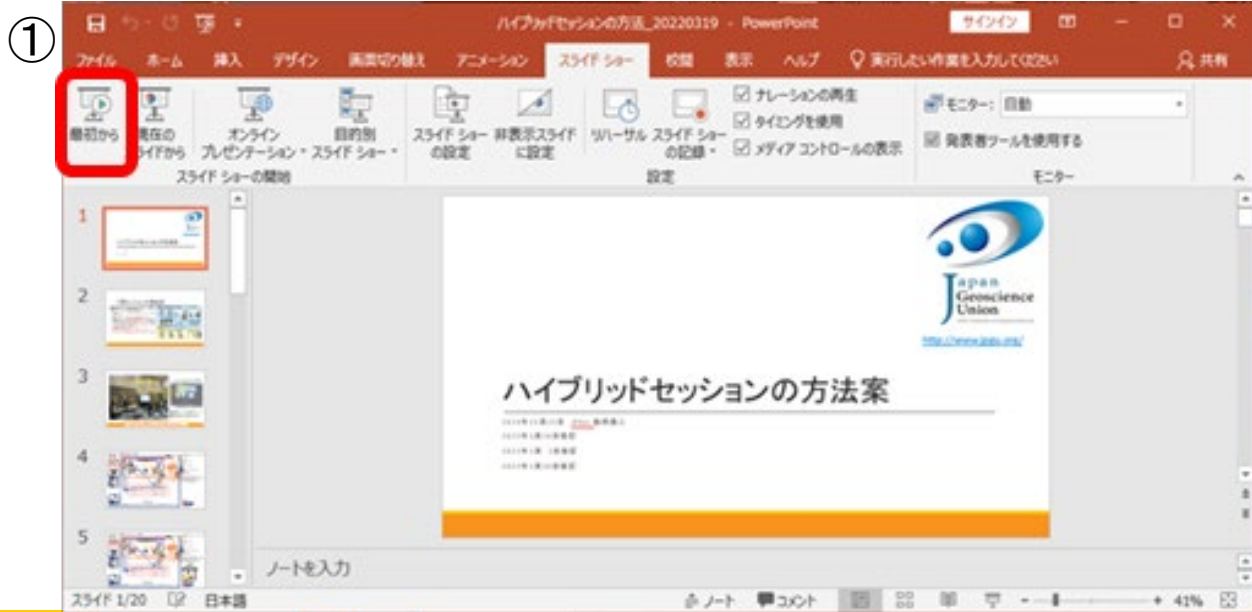 ①
ハイブリッドセッションの方法_20220319 - PowerPoint
サインイン
ファイル ホーム 挿入 デザイン 画面切り替え アニメーション スライド ショー 校閲 表示 ヘルプ 実行したい作業を入力してください 共有
最初から
現在の
スライドから
オンライン
プレゼンテーション
目的別
スライド ショー
スライド ショー
の設定
非表示スライド
に設定
リハーサル
スライド ショー
の記録
ナレーションの再生
タイミングを使用
メディア コントロールの表示
モニター: 自動
発表者ツールを使用する
スライド ショーの開始
設定
モニター
1
2
3
4
5
Japan
Geoscience
Union
http://www.jpgu.org/
ハイブリッドセッションの方法案
ノートを入力
スライド 1/20 日本語
ノート コメント 41%